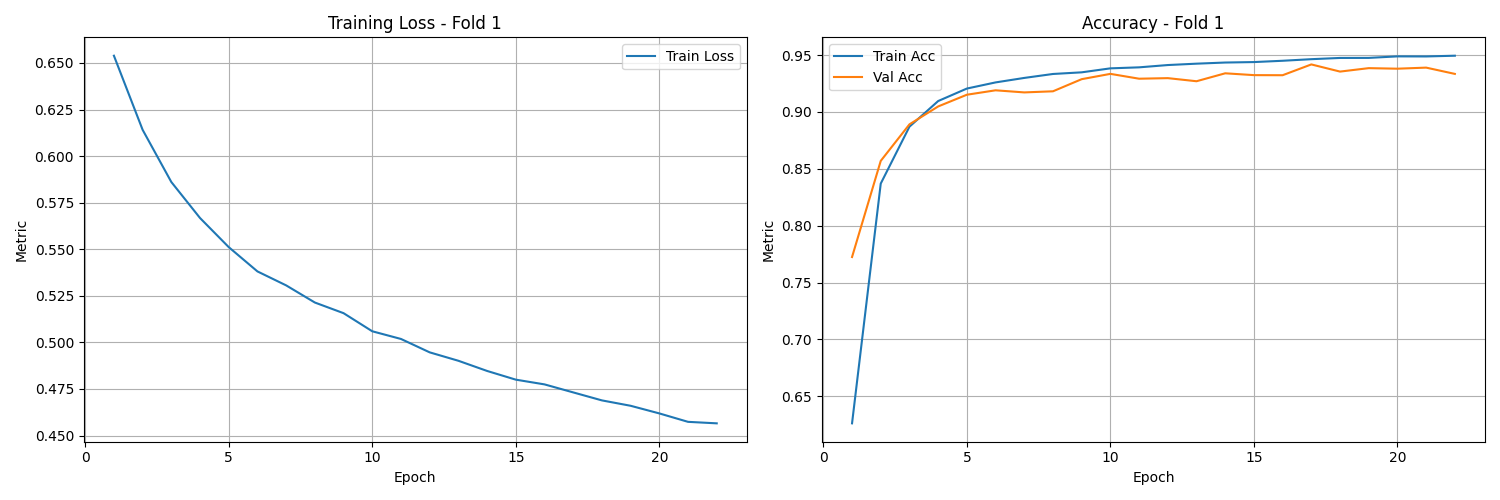 Training Loss - Fold 1
Train Loss
0.650
0.625
0.600
0.575
0.550
0.525
0.500
0.475
0.450
Metric
0
5
10
15
20
Epoch
Accuracy - Fold 1
Train Acc
Val Acc
0.95
0.90
0.85
0.80
0.75
0.70
0.65
Metric
0
5
10
15
20
Epoch